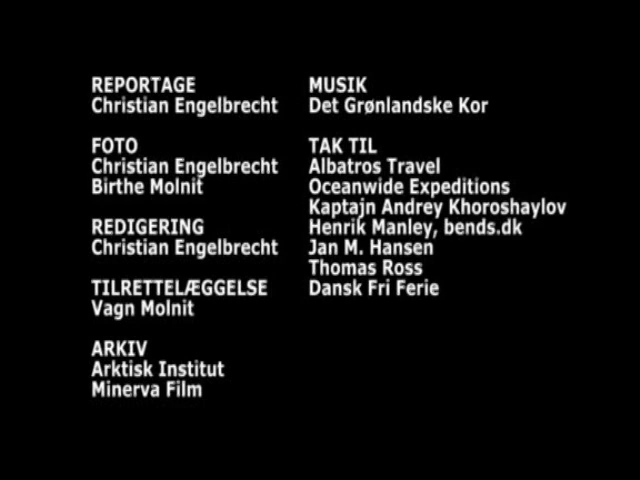 REPORTAGE
Christian Engelbrecht
FOTO
Christian Engelbrecht
Birthe Molnit
REDIGERING
Christian Engelbrecht
TILRETTELÆGGELSE
Vagn Molnit
ARKIV
Arktisk Institut
Minerva Film
MUSIK
Det Grønlandske Kor
TAK TIL
Albatros Travel
Oceanwide Expeditions
Kaptajn Andrey Khoroshaylov
Henrik Manley, bends.dk
Jan M. Hansen
Thomas Ross
Dansk Fri Ferie